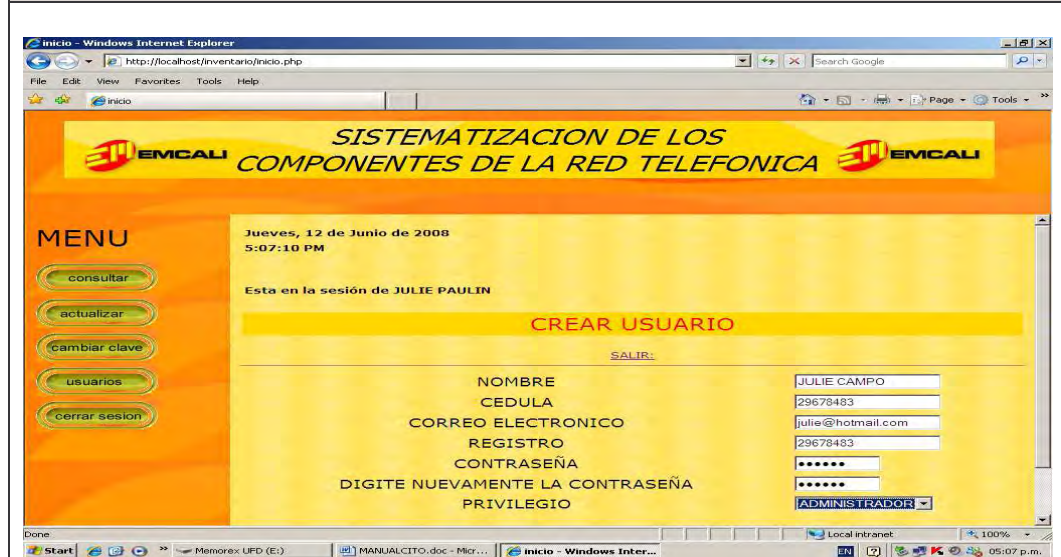 inicio - Windows Internet Explorer
http://localhost/inventario/inicio.php
Search Google
File Edit View Favorites Tools Help
inicio
Page Tools
EMCALI
SISTEMATIZACION DE LOS
COMPONENTES DE LA RED TELEFONICA
EMCALI
MENU
consultar
actualizar
cambiar clave
usuarios
cerrar sesion
Jueves, 12 de Junio de 2008
5:07:10 PM
Esta en la sesión de JULIE PAULIN
CREAR USUARIO
SALIR:
NOMBRE JULIE CAMPO
CEDULA 29678483
CORREO ELECTRONICO julie@hotmail.com
REGISTRO 29678483
CONTRASEÑA ••••••
DIGITE NUEVAMENTE LA CONTRASEÑA ••••••
PRIVILEGIO ADMINISTRADOR
Done Local intranet 100%
Start Memorex UFD (E:) MANUALCITO.doc - Micr... inicio - Windows Inter... EN 05:07 p.m.